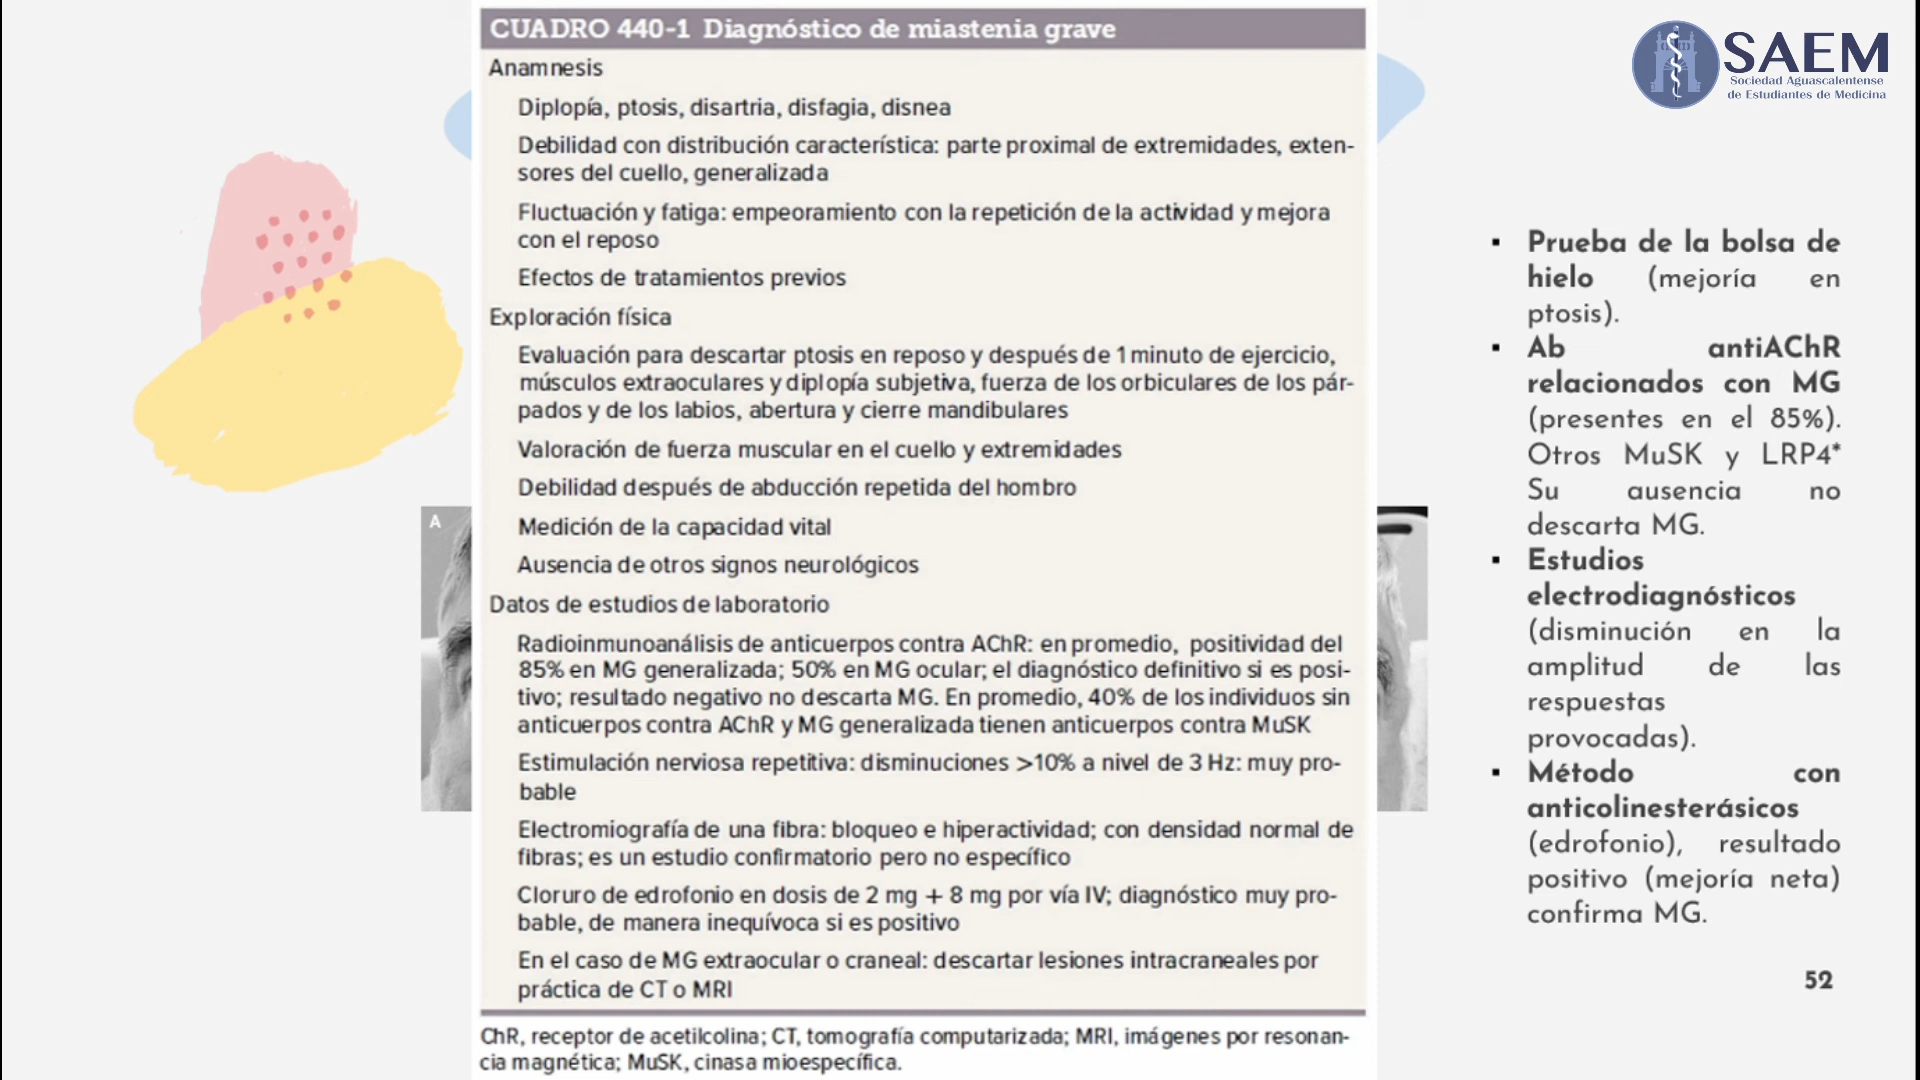 CUADRO 440-1 Diagnóstico de miastenia grave
Anamnesis
Diplopía, ptosis, disartria, disfagia, disnea
Debilidad con distribución característica: parte proximal de extremidades, exten-
sores del cuello, generalizada
Fluctuación y fatiga: empeoramiento con la repetición de la actividad y mejora
con el reposo
Efectos de tratamientos previos
Exploración física
Evaluación para descartar ptosis en reposo y después de 1 minuto de ejercicio,
músculos extraoculares y diplopía subjetiva, fuerza de los orbiculares de los pár-
pados y de los labios, abertura y cierre mandibulares
Valoración de fuerza muscular en el cuello y extremidades
Debilidad después de abducción repetida del hombro
Medición de la capacidad vital
Ausencia de otros signos neurológicos
Datos de estudios de laboratorio
Radioinmunoanálisis de anticuerpos contra AChR: en promedio, positividad del
85% en MG generalizada; 50% en MG ocular; el diagnóstico definitivo si es posi-
tivo; resultado negativo no descarta MG. En promedio, 40% de los individuos sin
anticuerpos contra AChR y MG generalizada tienen anticuerpos contra MuSK
Estimulación nerviosa repetitiva: disminuciones >10% a nivel de 3 Hz: muy pro-
bable
Electromiografía de una fibra: bloqueo e hiperactividad; con densidad normal de
fibras; es un estudio confirmatorio pero no específico
Cloruro de edrofonio en dosis de 2 mg + 8 mg por vía IV; diagnóstico muy pro-
bable, de manera inequívoca si es positivo
En el caso de MG extraocular o craneal: descartar lesiones intracraneales por
práctica de CT o MRI
ChR, receptor de acetilcolina; CT, tomografía computarizada; MRI, imágenes por resonan-
cia magnética; MuSK, cinasa mioespecífica.
A
SAEM
Sociedad Aguascalentense
de Estudiantes de Medicina
▪ Prueba de la bolsa de
hielo (mejoría en
ptosis).
▪ Ab antiAChR
relacionados con MG
(presentes en el 85%).
Otros MuSK y LRP4*
Su ausencia no
descarta MG.
▪ Estudios
electrodiagnósticos
(disminución en la
amplitud de las
respuestas
provocadas).
▪ Método con
anticolinesterásicos
(edrofonio), resultado
positivo (mejoría neta)
confirma MG.
52